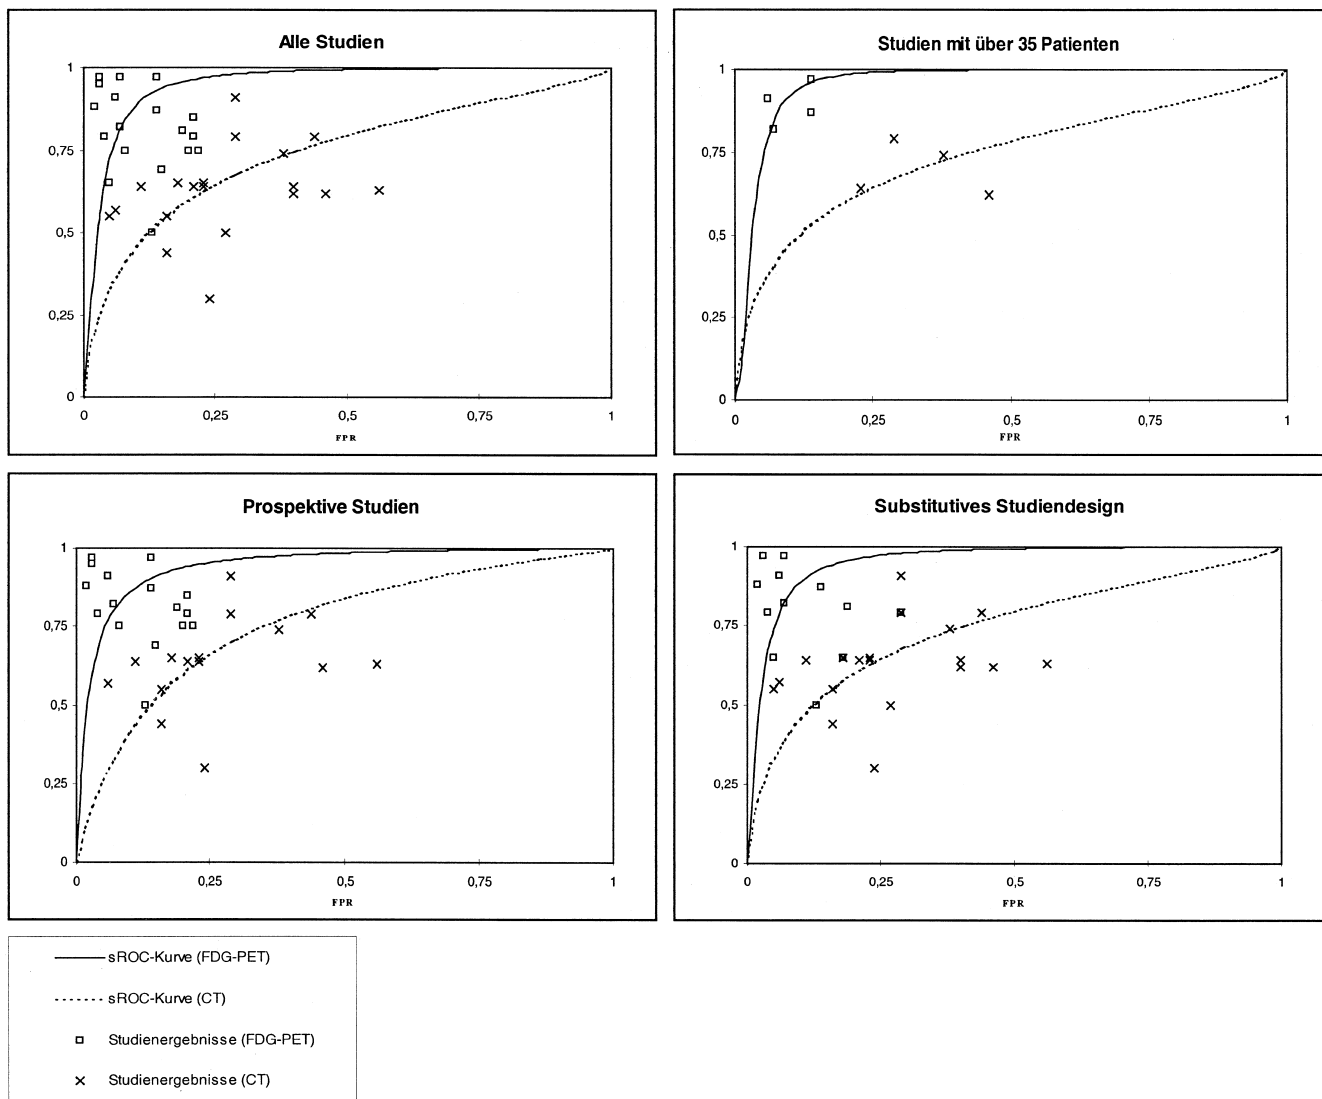 Alle Studien
1
0,75
0,5
0,25
0
0 0,25 0,5 0,75 1
FPR
Studien mit über 35 Patienten
1
0,75
0,5
0,25
0
0 0,25 0,5 0,75 1
FPR
Prospektive Studien
1
0,75
0,5
0,25
0
0 0,25 0,5 0,75 1
FPR
Substitutives Studiendesign
1
0,75
0,5
0,25
0
0 0,25 0,5 0,75 1
FPR
sROC-Kurve (FDG-PET)
sROC-Kurve (CT)
Studienergebnisse (FDG-PET)
Studienergebnisse (CT)